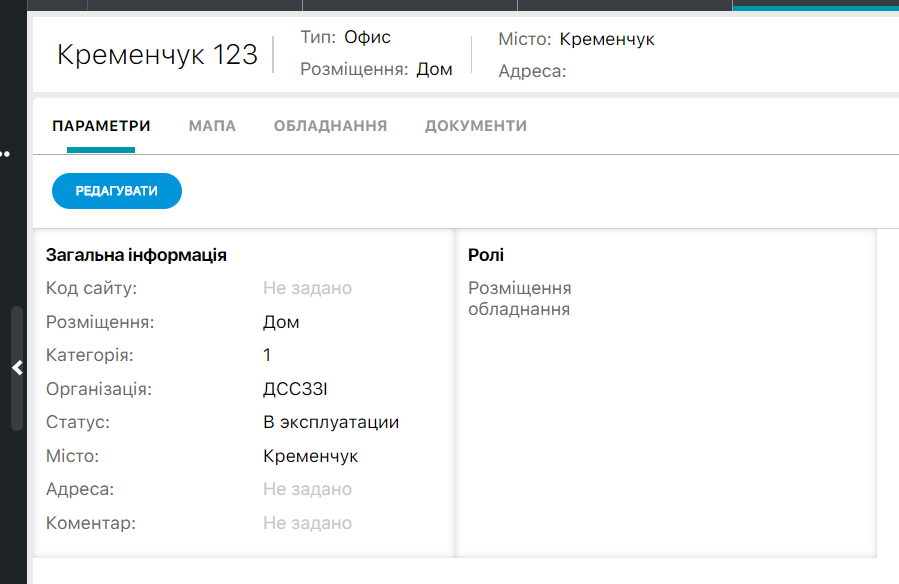 Кременчук 123
Тип: Офис
Розміщення: Дом
Місто: Кременчук
Адреса:
ПАРАМЕТРИ МАПА ОБЛАДНАННЯ ДОКУМЕНТИ
РЕДАГУВАТИ
Загальна інформація
Код сайту: Не задано
Розміщення: Дом
Категорія: 1
Організація: ДССЗЗІ
Статус: В эксплуатации
Місто: Кременчук
Адреса: Не задано
Коментар: Не задано
Ролі
Розміщення
обладнання